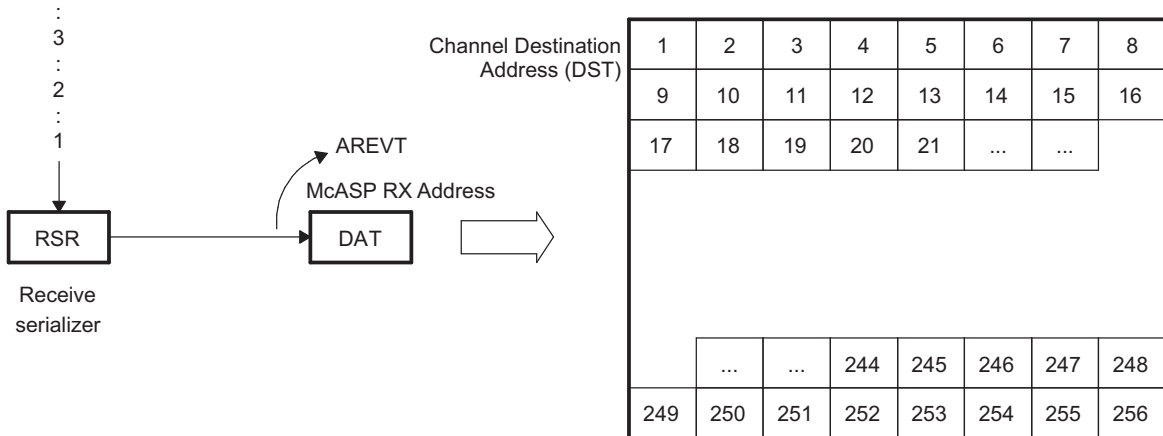 :
3
:
2
:
1
AREVT
McASP RX Address
RSR
DAT
Receive
serializer
Channel Destination
Address (DST)
1 2 3 4 5 6 7 8
9 10 11 12 13 14 15 16
17 18 19 20 21 ... ...
... ... 244 245 246 247 248
249 250 251 252 253 254 255 256